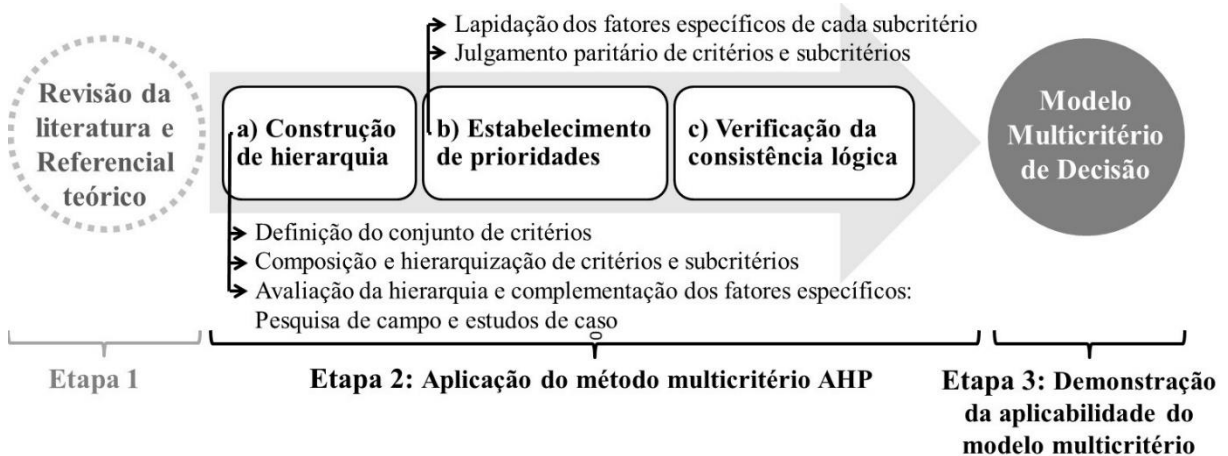 Lapidação dos fatores específicos de cada subcritério
Julgamento paritário de critérios e subcritérios
Revisão da
literatura e
Referencial
teórico
a) Construção
de hierarquia
b) Estabelecimento
de prioridades
c) Verificação da
consistência lógica
Modelo
Multicritério
de Decisão
Definição do conjunto de critérios
Composição e hierarquização de critérios e subcritérios
Avaliação da hierarquia e complementação dos fatores específicos:
Pesquisa de campo e estudos de caso
0
Etapa 1
Etapa 2: Aplicação do método multicritério AHP
Etapa 3: Demonstração
da aplicabilidade do
modelo multicritério